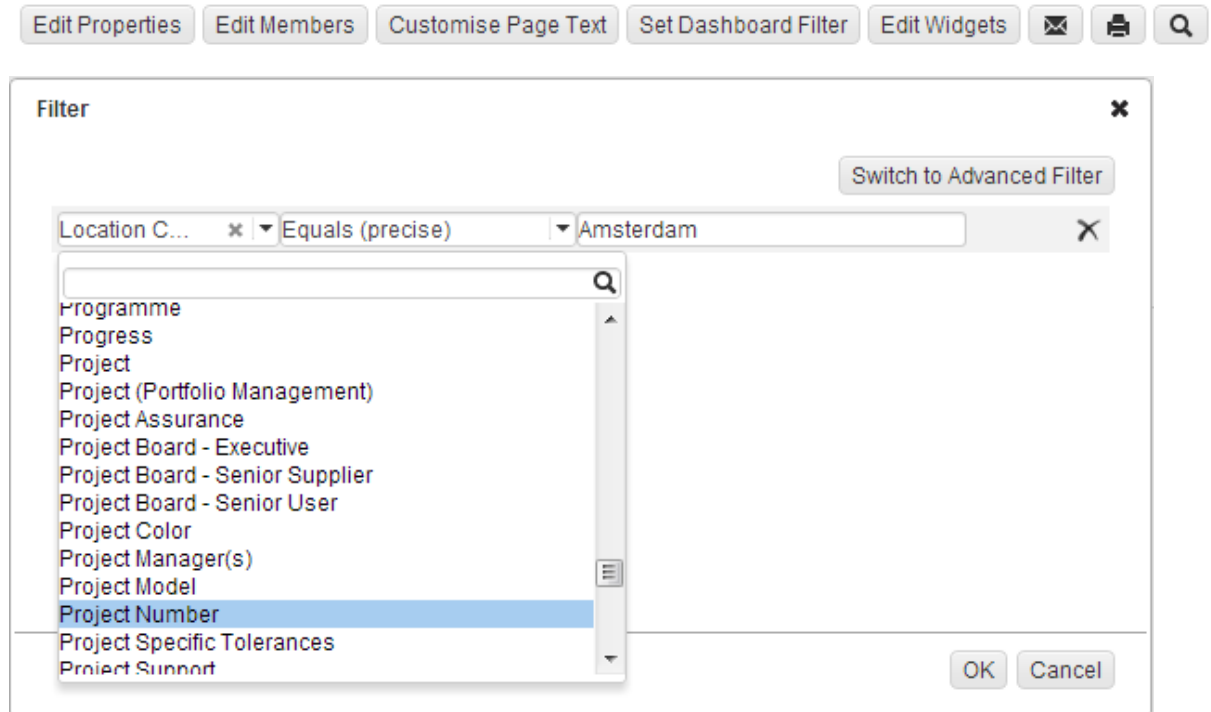 Edit Properties Edit Members Customise Page Text Set Dashboard Filter Edit Widgets
Filter
Switch to Advanced Filter
Location C... Equals (precise) Amsterdam
Programme
Progress
Project
Project (Portfolio Management)
Project Assurance
Project Board - Executive
Project Board - Senior Supplier
Project Board - Senior User
Project Color
Project Manager(s)
Project Model
Project Number
Project Specific Tolerances
Project Support
OK Cancel